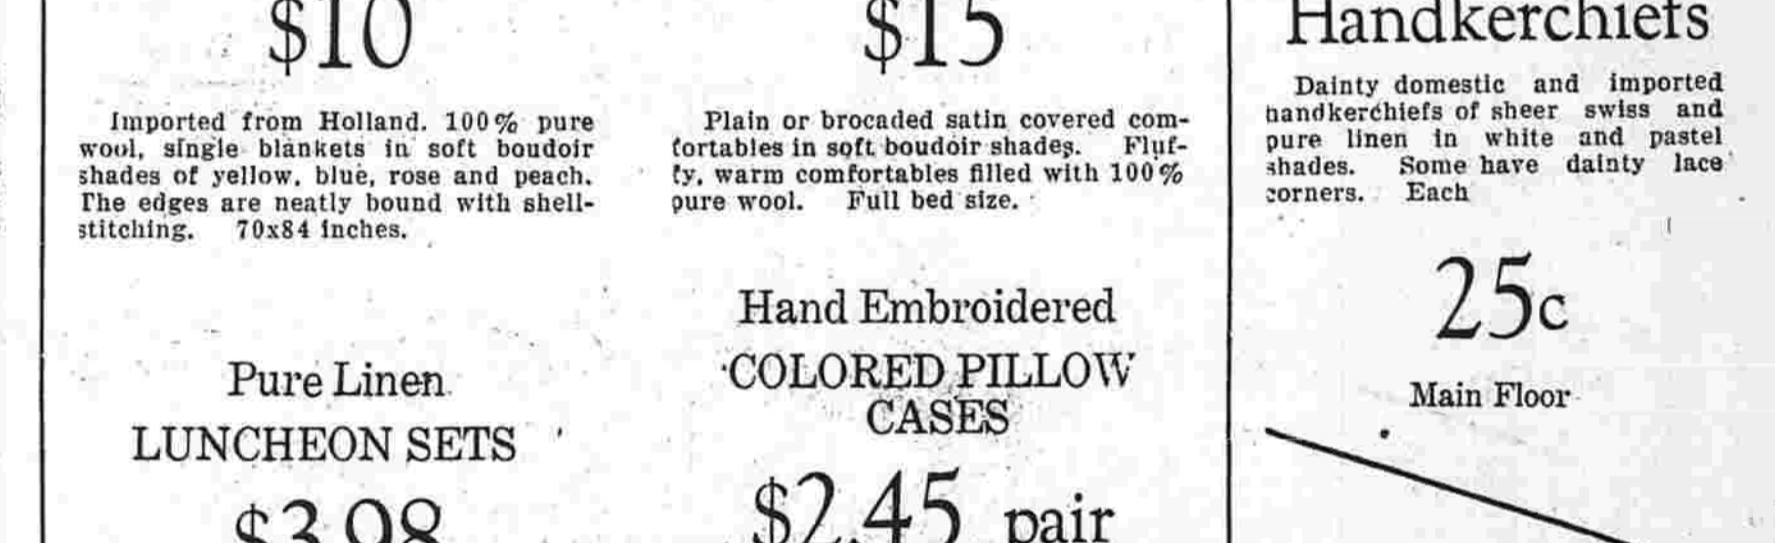 $10
Imported from Holland. 100% pure
wool, single blankets in soft boudoir
shades of yellow, blue, rose and peach.
The edges are neatly bound with shell-
stitching. 70x84 inches.
Pure Linen
LUNCHEON SETS
$3.98
$15
Plain or brocaded satin covered com-
fortables in soft boudoir shades. Fluf-
fy, warm comfortables filled with 100%
pure wool. Full bed size.
Hand Embroidered
COLORED PILLOW
CASES
$2.45 pair
Handkerchiefs
Dainty domestic and imported
handkerchiefs of sheer swiss and
pure linen in white and pastel
shades. Some have dainty lace
corners. Each
25c
Main Floor